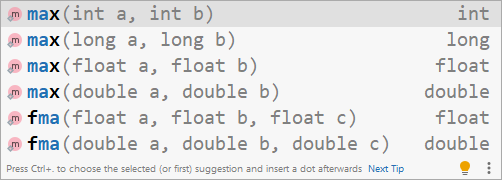 m max(int a, int b) int
m max(long a, long b) long
m max(float a, float b) float
m max(double a, double b) double
m fma(float a, float b, float c) float
m fma(double a, double b, double c) double
Press Ctrl+. to choose the selected (or first) suggestion and insert a dot afterwards Next Tip